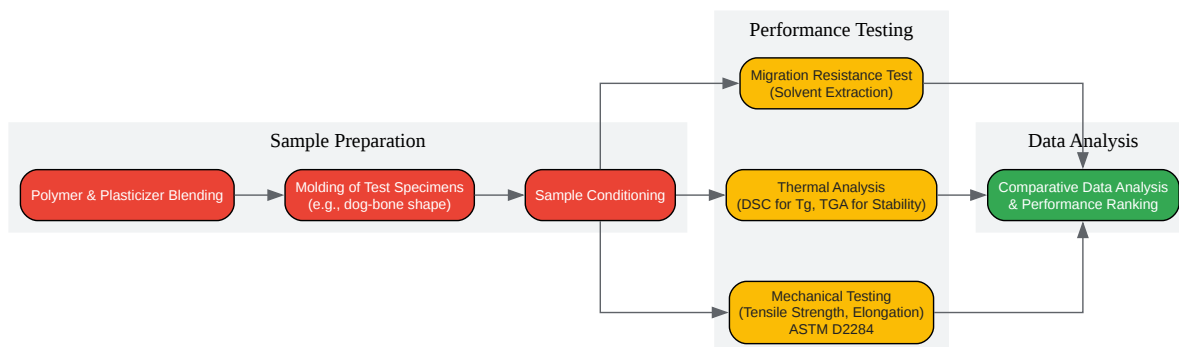 Performance Testing
Migration Resistance Test
(Solvent Extraction)
Sample Preparation
Data Analysis
Polymer & Plasticizer Blending
Molding of Test Specimens
(e.g., dog-bone shape)
Sample Conditioning
Thermal Analysis
(DSC for Tg, TGA for Stability)
Comparative Data Analysis
& Performance Ranking
Mechanical Testing
(Tensile Strength, Elongation)
ASTM D2284